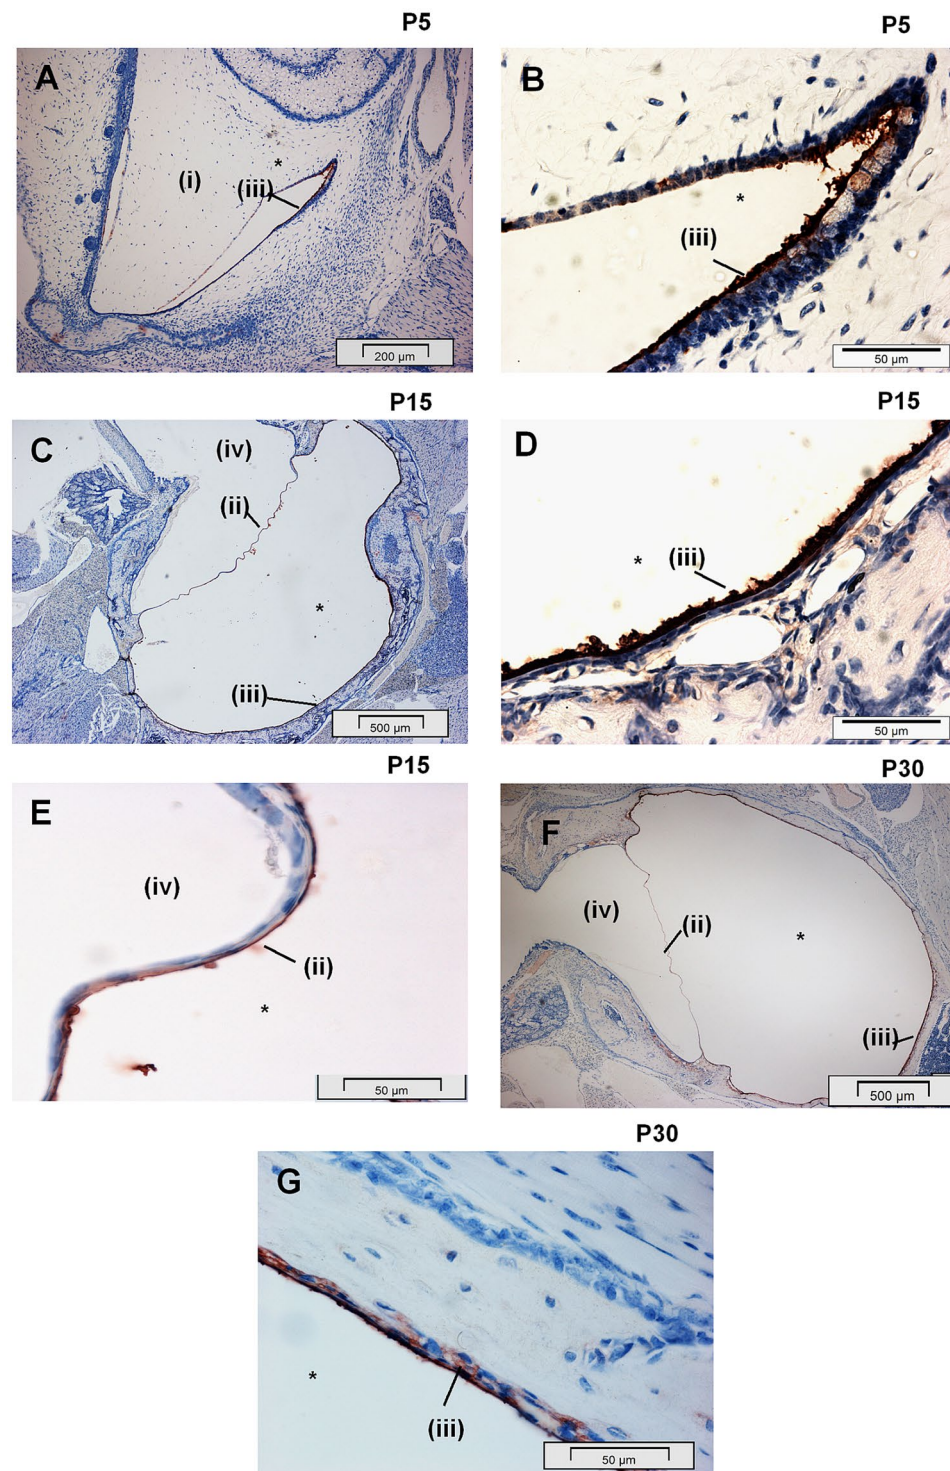 P5
P5
A
*
(i)
(iii)
200 µm
B
*
(iii)
50 µm
P15
P15
C
(iv)
(ii)
*
(iii)
500 µm
D
*
(iii)
50 µm
P15
P30
E
(iv)
(ii)
*
50 µm
F
(iv)
(ii)
*
(iii)
500 µm
P30
G
*
(iii)
50 µm